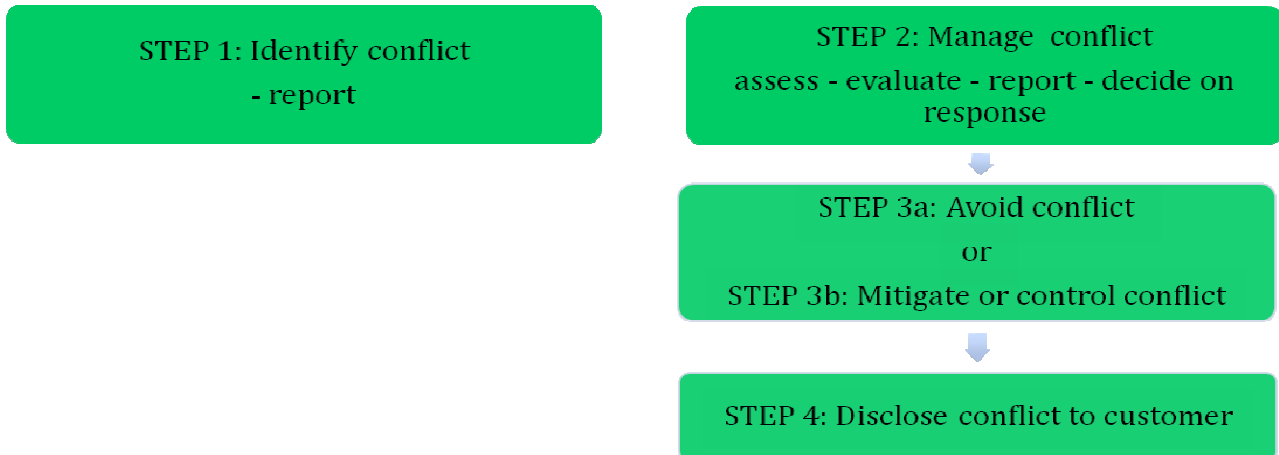 STEP 1: Identify conflict
- report
STEP 2: Manage conflict
assess - evaluate - report - decide on
response
STEP 3a: Avoid conflict
or
STEP 3b: Mitigate or control conflict
STEP 4: Disclose conflict to customer